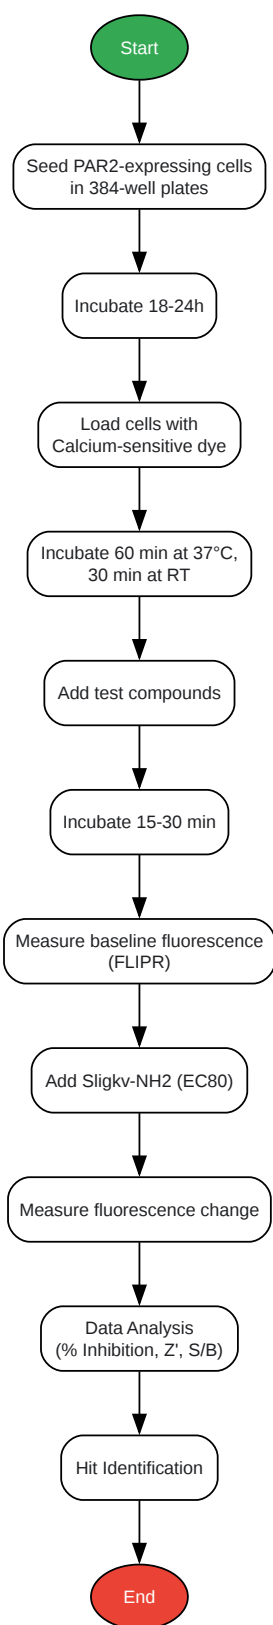 Start
Seed PAR2-expressing cells
in 384-well plates
Incubate 18-24h
Load cells with
Calcium-sensitive dye
Incubate 60 min at 37°C,
30 min at RT
Add test compounds
Incubate 15-30 min
Measure baseline fluorescence
(FLIPR)
Add Sligkv-NH2 (EC80)
Measure fluorescence change
Data Analysis
(% Inhibition, Z', S/B)
Hit Identification
End